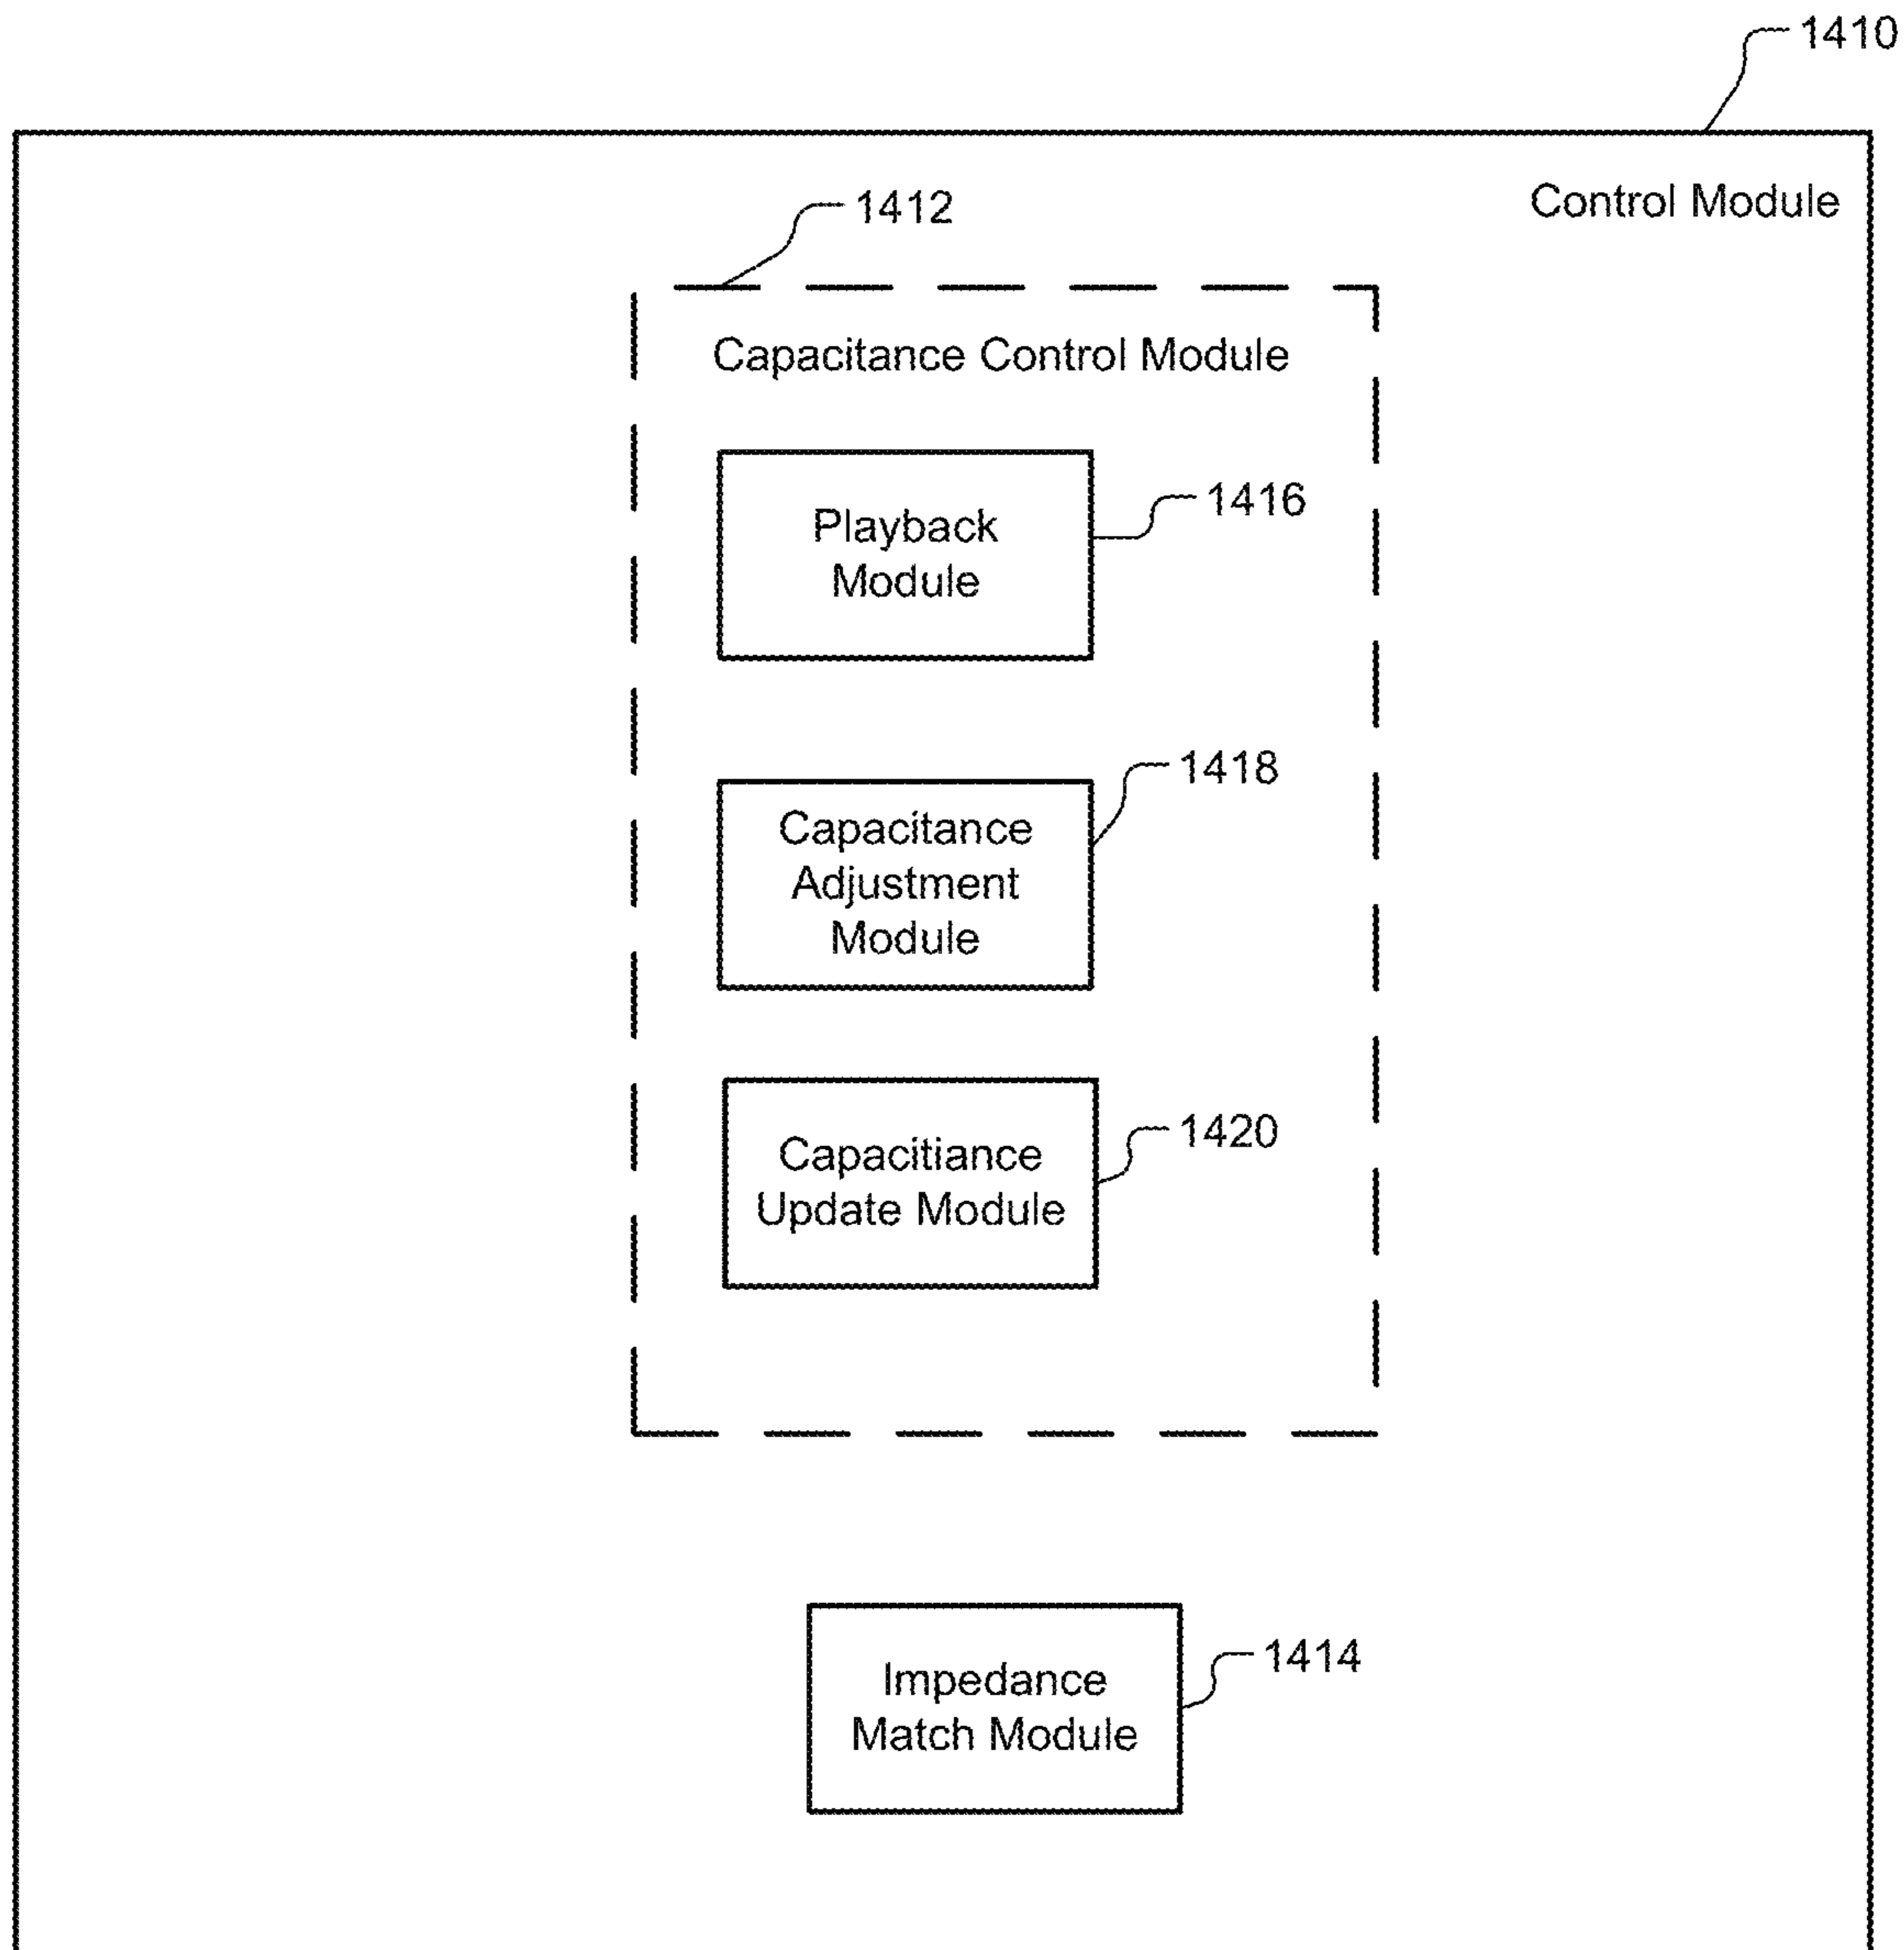 1410
Control Module
1412
Capacitance Control Module
Playback
Module
1416
Capacitance
Adjustment
Module
1418
Capacitiance
Update Module
1420
Impedance
Match Module
1414